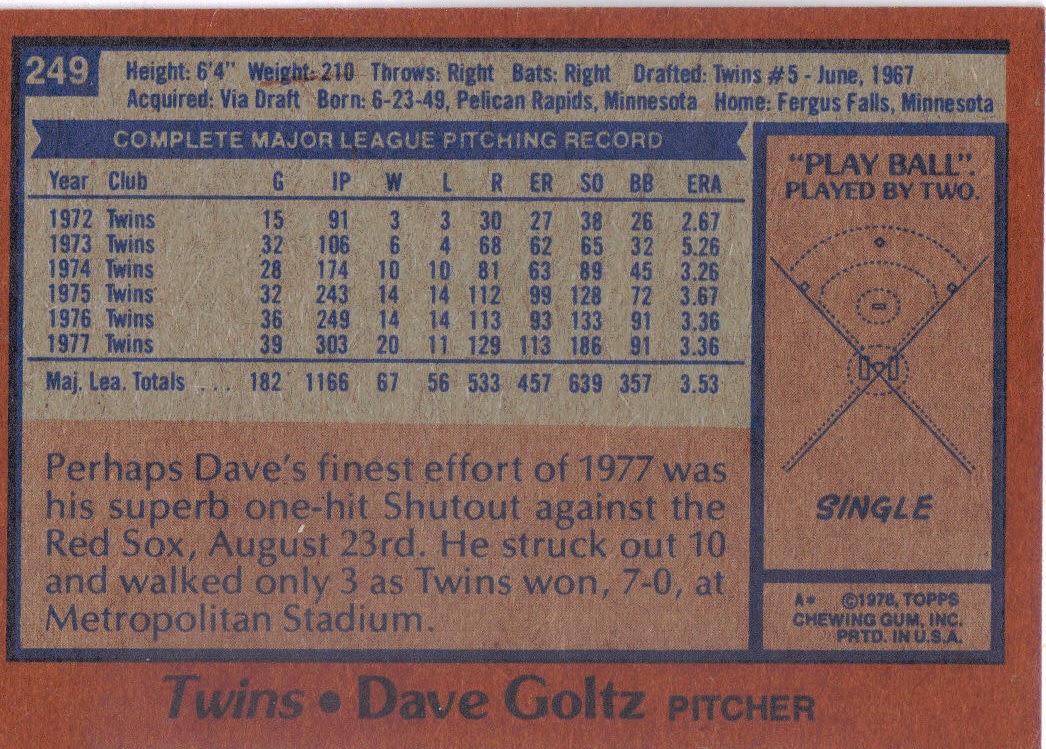 249
Height: 6'4" Weight: 210 Throws: Right Bats: Right Drafted: Twins #5 - June, 1967
Acquired: Via Draft Born: 6-23-49, Pelican Rapids, Minnesota Home: Fergus Falls, Minnesota
COMPLETE MAJOR LEAGUE PITCHING RECORD
Year Club G IP W L R ER SO BB ERA
1972 Twins 15 91 3 3 30 27 38 26 2.67
1973 Twins 32 106 6 4 68 62 65 32 5.26
1974 Twins 28 174 10 10 81 63 89 45 3.26
1975 Twins 32 243 14 14 112 99 128 72 3.67
1976 Twins 36 249 14 14 113 93 133 91 3.36
1977 Twins 39 303 20 11 129 113 186 91 3.36
Maj. Lea. Totals .... 182 1166 67 56 533 457 639 357 3.53
Perhaps Dave's finest effort of 1977 was
his superb one-hit Shutout against the
Red Sox, August 23rd. He struck out 10
and walked only 3 as Twins won, 7-0, at
Metropolitan Stadium.
"PLAY BALL".
PLAYED BY TWO.
SINGLE
A* ©1978, TOPPS
CHEWING GUM, INC.
PRTD. IN U.S.A.
Twins • Dave Goltz PITCHER